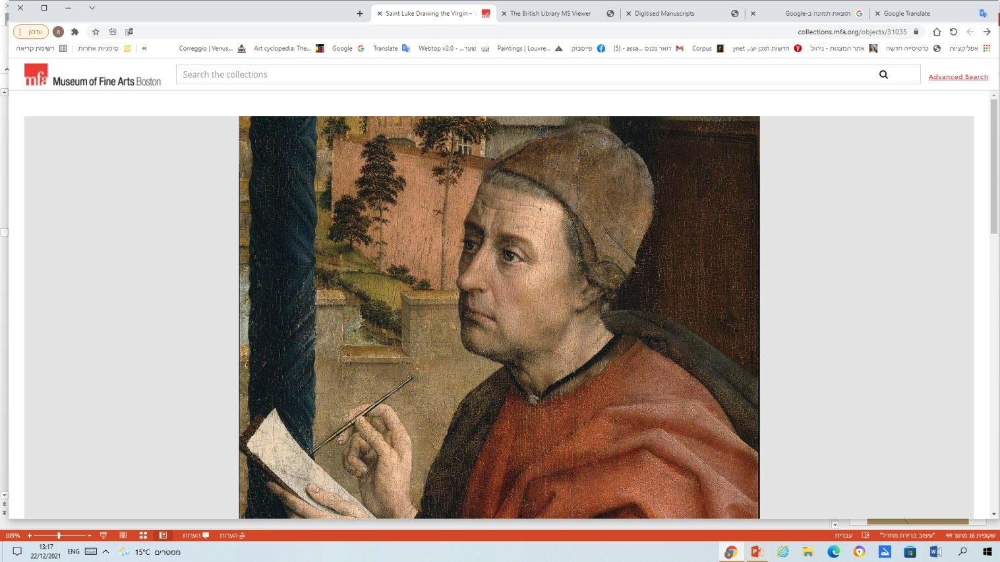 Saint Luke Drawing the Virgin –
The British Library MS Viewer
Digitised Manuscripts
תוצאת תמונה ב-Google
Google Translate
עדכון
a
collections.mfa.org/objects/31035
רשימת קריאה
סימניות אחרות
«
Correggio | Venus...
Art cyclopedia: The...
Google
Translate
Webtop v2.0 - שער...
Paintings | Louvre...
פייסבוק
(5) דואר נכנס - assa...
Corpus
ynet חדשות תוכן וע...
אתר המצגות - ניהול
כרטיסייה חדשה
אפליקציות
mfa Museum of Fine Arts Boston
Search the collections
Advanced Search
109%
הערות
הערות
עברית
"עיצוב ברירת מחדל"
שקופית 16 מתוך 44
13:17
22/12/2021
ENG
15°C ממטרים